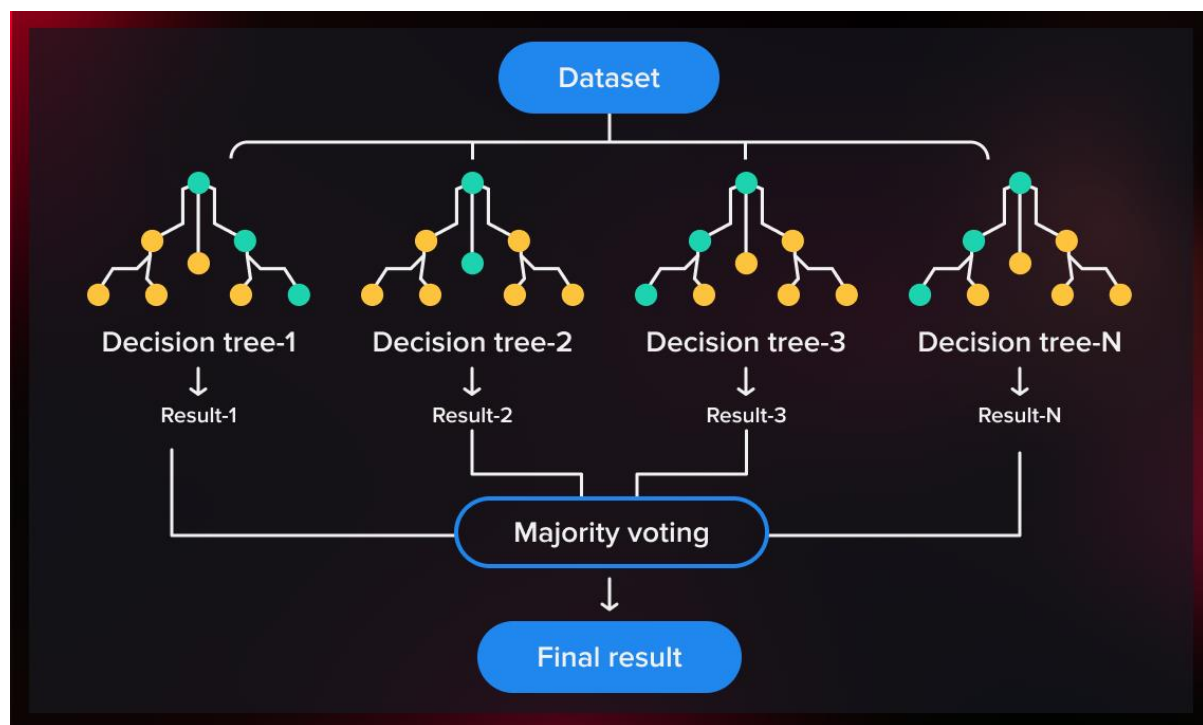 Dataset
Decision tree-1
Decision tree-2
Decision tree-3
Decision tree-N
Result-1
Result-2
Result-3
Result-N
Majority voting
Final result